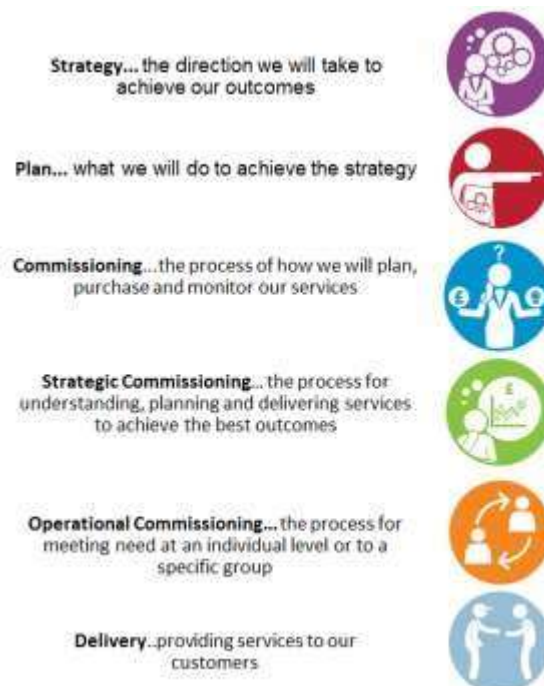 Strategy... the direction we will take to
achieve our outcomes
Plan... what we will do to achieve the strategy
Commissioning...the process of how we will plan,
purchase and monitor our services
Strategic Commissioning... the process for
understanding, planning and delivering services
to achieve the best outcomes
Operational Commissioning... the process for
meeting need at an individual level or to a
specific group
Delivery..providing services to our
customers
?
£
£